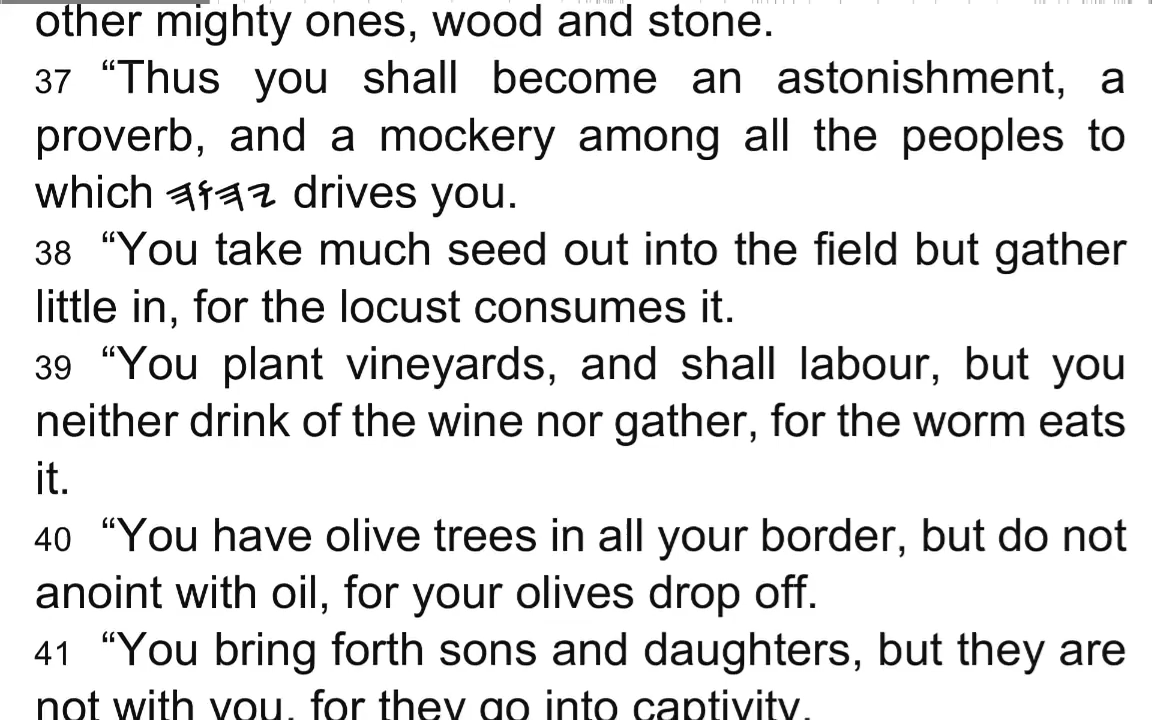 other mighty ones, wood and stone.
37 “Thus you shall become an astonishment, a
proverb, and a mockery among all the peoples to
which 𐤉𐤄𐤅𐤄 drives you.
38 “You take much seed out into the field but gather
little in, for the locust consumes it.
39 “You plant vineyards, and shall labour, but you
neither drink of the wine nor gather, for the worm eats
it.
40 “You have olive trees in all your border, but do not
anoint with oil, for your olives drop off.
41 “You bring forth sons and daughters, but they are
not with you, for they go into captivity.